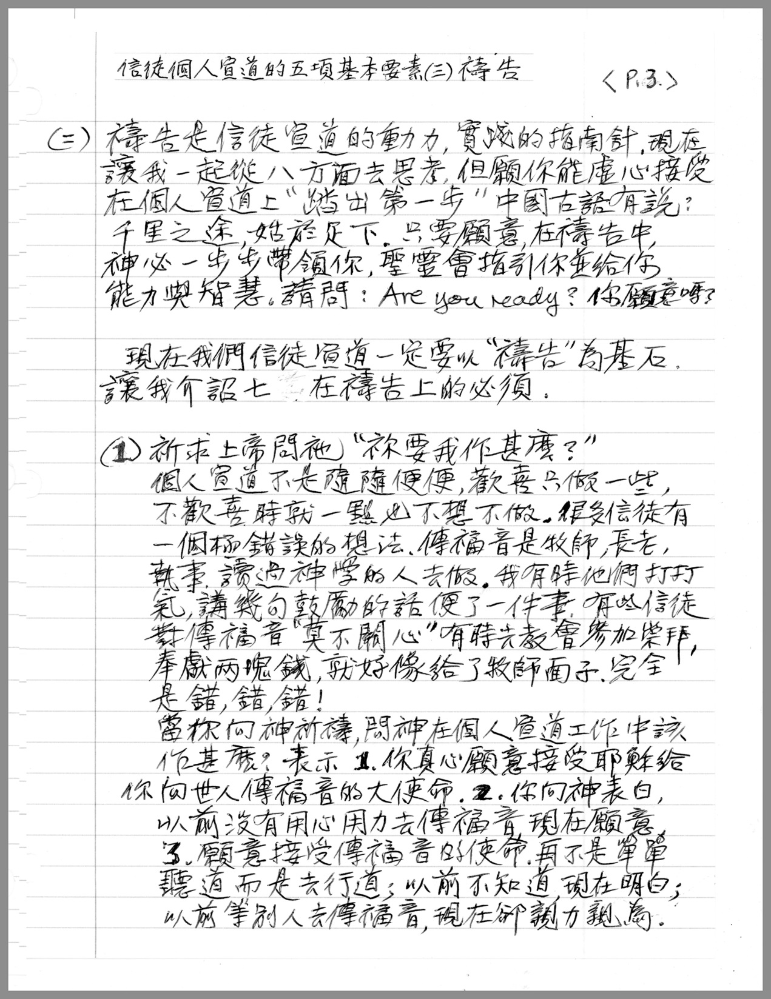 信徒個人宣道的五項基本要素(三)禱告
〈P.3.〉
(三) 禱告是信徒宣道的動力,實踐的指南針.現在
讓我一起從八方面去思考,但願你能虛心接受
在個人宣道上“踏出第一步”中國古語有説:
千里之途,始於足下.只要願意,在禱告中,
神必一步步帶領你,聖靈會指引你並給你
能力與智慧。請問:Are you ready? 你願意嗎?
現在我們信徒宣道一定要以“禱告”為基石.
讓我介詔七 在禱告上的必須.
(1) 祈求上帝問祂“祢要我作甚麼?”
個人宣道不是隨隨便便,歡喜只做一些,
不歡喜時就一點也不想不做.很多信徒有
一個極錯誤的想法.傳福音是牧師,長老,
執事.讀過神學的人去做.我有時他們打打
氣,講幾句鼓勵的話便了一件事.有些信徒
對傳福音“莫不關心”有時去教會參加崇拜,
奉獻两塊錢,就好像給了牧師面子.完全
是錯,錯,錯!
當祢向神祈禱,問神在個人宣道工作中該
作甚麼?表示 1.你真心願意接受耶穌給
你向世人傳福音的大使命.2.你向神表白,
以前没有用心用力去傳福音,現在願意.
3.願意接受傳福音的使命.再不是單單
聽道而是去行道;以前不知道,現在明白;
以前等別人去傳福音,現在卻親力親為.